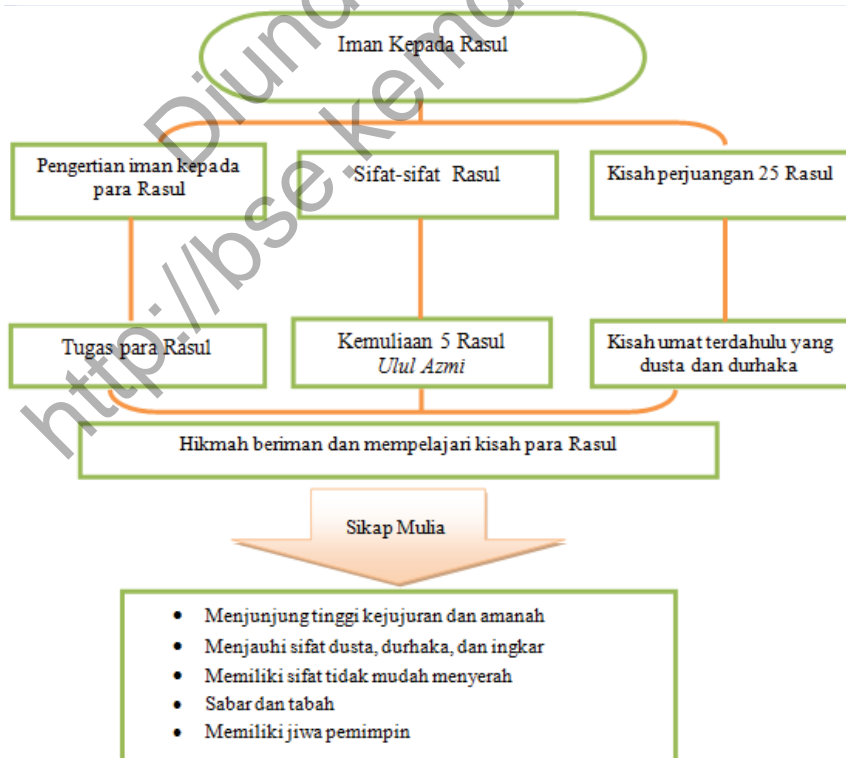 Iman Kepada Rasul
Pengertian iman kepada
para Rasul
Sifat-sifat Rasul
Kisah perjuangan 25 Rasul
Tugas para Rasul
Kemuliaan 5 Rasul
Ulul Azmi
Kisah umat terdahulu yang
dusta dan durhaka
Hikmah beriman dan mempelajari kisah para Rasul
Sikap Mulia
• Menjunjung tinggi kejujuran dan amanah
• Menjauhi sifat dusta, durhaka, dan ingkar
• Memiliki sifat tidak mudah menyerah
• Sabar dan tabah
• Memiliki jiwa pemimpin
http://bse.kem